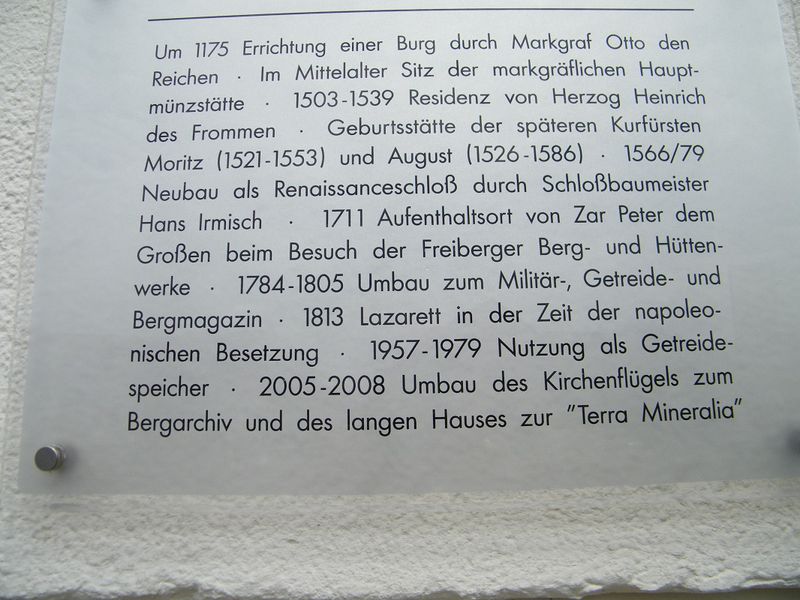 Um 1175 Errichtung einer Burg durch Markgraf Otto den
Reichen · Im Mittelalter Sitz der markgräflichen Haupt-
münzstätte · 1503-1539 Residenz von Herzog Heinrich
des Frommen · Geburtsstätte der späteren Kurfürsten
Moritz (1521-1553) und August (1526-1586) · 1566/79
Neubau als Renaissanceschloß durch Schloßbaumeister
Hans Irmisch · 1711 Aufenthaltsort von Zar Peter dem
Großen beim Besuch der Freiberger Berg- und Hütten-
werke · 1784-1805 Umbau zum Militär-, Getreide- und
Bergmagazin · 1813 Lazarett in der Zeit der napoleo-
nischen Besetzung · 1957-1979 Nutzung als Getreide-
speicher · 2005-2008 Umbau des Kirchenflügels zum
Bergarchiv und des langen Hauses zur "Terra Mineralia"